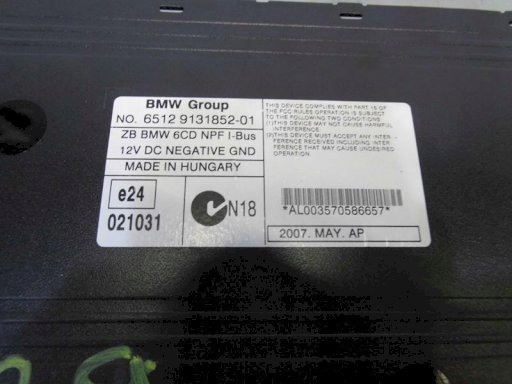 BMW Group
NO. 6512 9131852-01
ZB BMW 6CD NPF I-Bus
12V DC NEGATIVE GND
MADE IN HUNGARY
e24
021031
N18
THIS DEVICE COMPLIES WITH PART 15 OF
THE FCC RULES OPERATION IS SUBJECT
TO THE FOLLOWING TWO CONDITIONS
(1)THIS DEVICE MAY NOT CAUSE HARMFUL
INTERFERENCE.
(2)THIS DEVICE MUST ACCEPT ANY INTER-
FERENCE RECEIVED INCLUDING INTER-
FERENCE THAT MAY CAUSE UNDESIRED
OPERATION.
*AL003570586657*
2007. MAY. AP